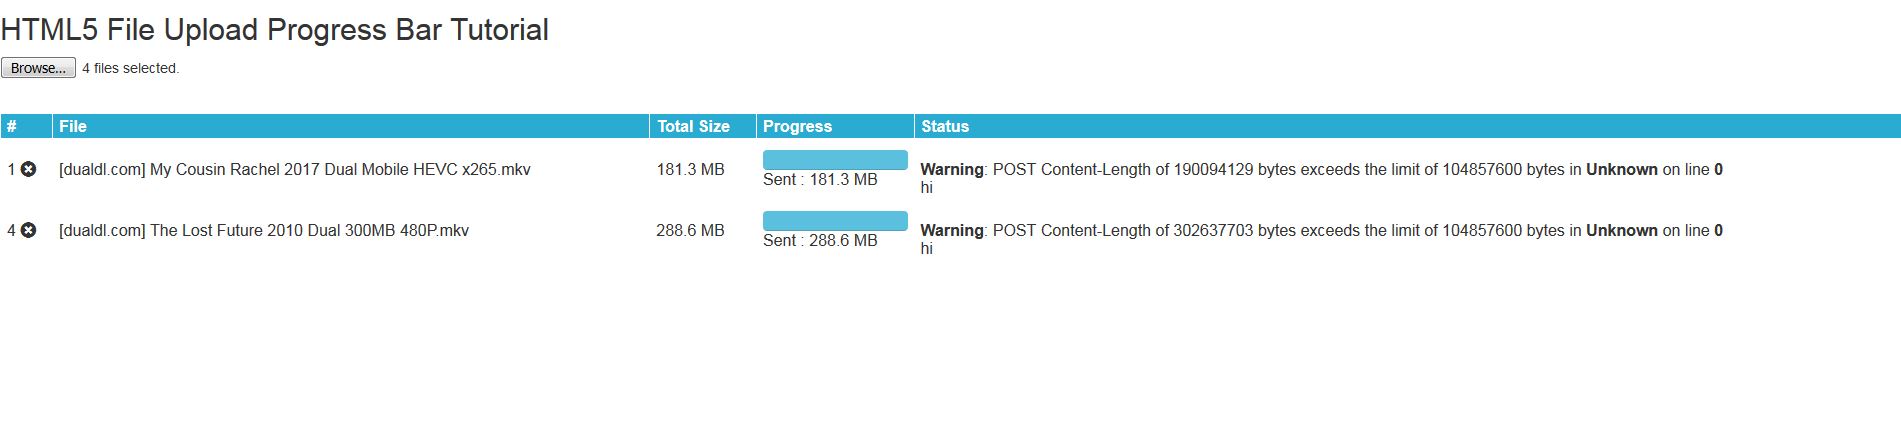 HTML5 File Upload Progress Bar Tutorial
Browse... 4 files selected.
# File Total Size Progress Status
1 [dualdl.com] My Cousin Rachel 2017 Dual Mobile HEVC x265.mkv 181.3 MB Sent : 181.3 MB Warning: POST Content-Length of 190094129 bytes exceeds the limit of 104857600 bytes in Unknown on line 0
hi
4 [dualdl.com] The Lost Future 2010 Dual 300MB 480P.mkv 288.6 MB Sent : 288.6 MB Warning: POST Content-Length of 302637703 bytes exceeds the limit of 104857600 bytes in Unknown on line 0
hi